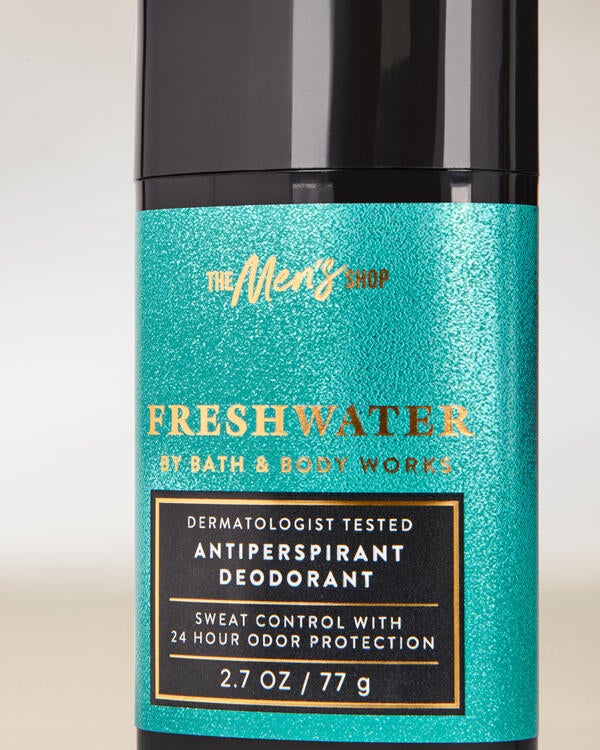 THE Men's SHOP
FRESHWATER
BY BATH & BODY WORKS
DERMATOLOGIST TESTED
ANTIPERSPIRANT
DEODORANT
SWEAT CONTROL WITH
24 HOUR ODOR PROTECTION
2.7 OZ / 77 g